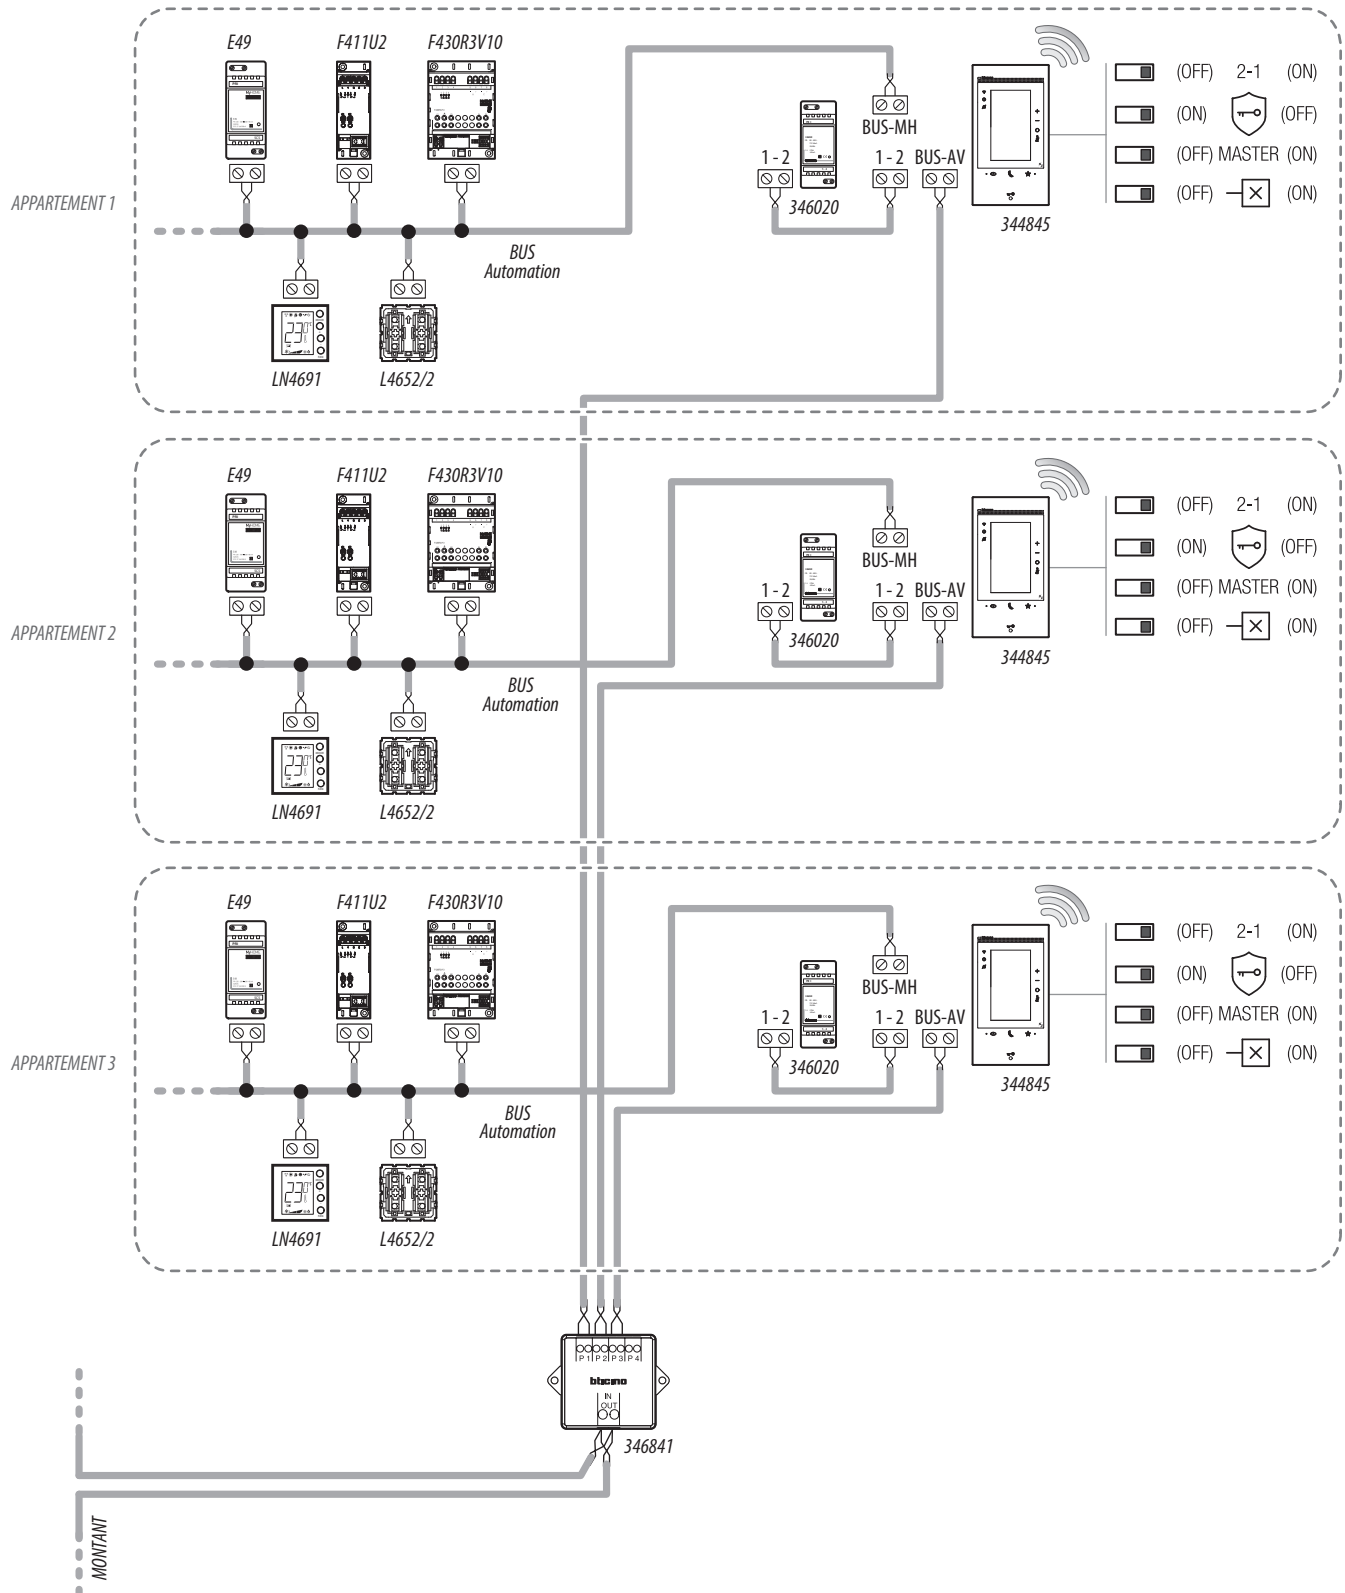 E49 F411U2 F430R3V10
(OFF) 2-1 (ON)
(ON) (OFF)
(OFF) MASTER (ON)
(OFF) (ON)
BUS-MH
1 - 2 1 - 2 BUS-AV
346020
344845
APPARTEMENT 1
BUS
Automation
LN4691 L4652/2
E49 F411U2 F430R3V10
(OFF) 2-1 (ON)
(ON) (OFF)
(OFF) MASTER (ON)
(OFF) (ON)
BUS-MH
1 - 2 1 - 2 BUS-AV
346020
344845
APPARTEMENT 2
BUS
Automation
LN4691 L4652/2
E49 F411U2 F430R3V10
(OFF) 2-1 (ON)
(ON) (OFF)
(OFF) MASTER (ON)
(OFF) (ON)
BUS-MH
1 - 2 1 - 2 BUS-AV
346020
344845
APPARTEMENT 3
BUS
Automation
LN4691 L4652/2
P 1 P 2 P 3 P 4
bticino
IN
OUT
346841
MONTANT